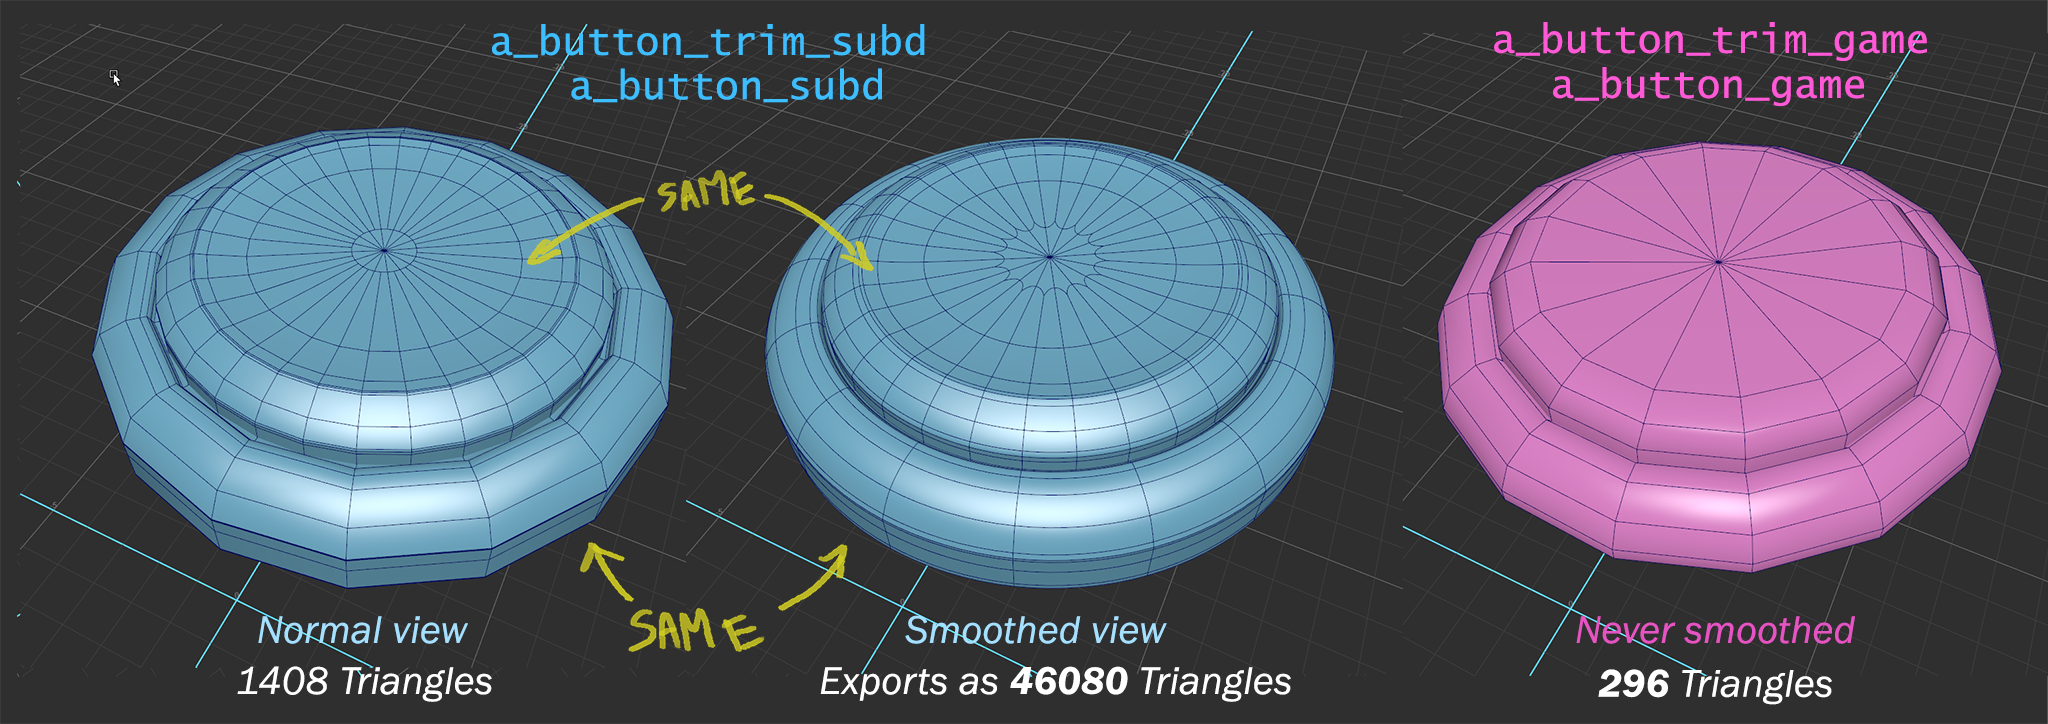 a_button_trim_subd
a_button_subd
a_button_trim_game
a_button_game
SAME
SAME
Normal view
1408 Triangles
Smoothed view
Exports as 46080 Triangles
Never smoothed
296 Triangles